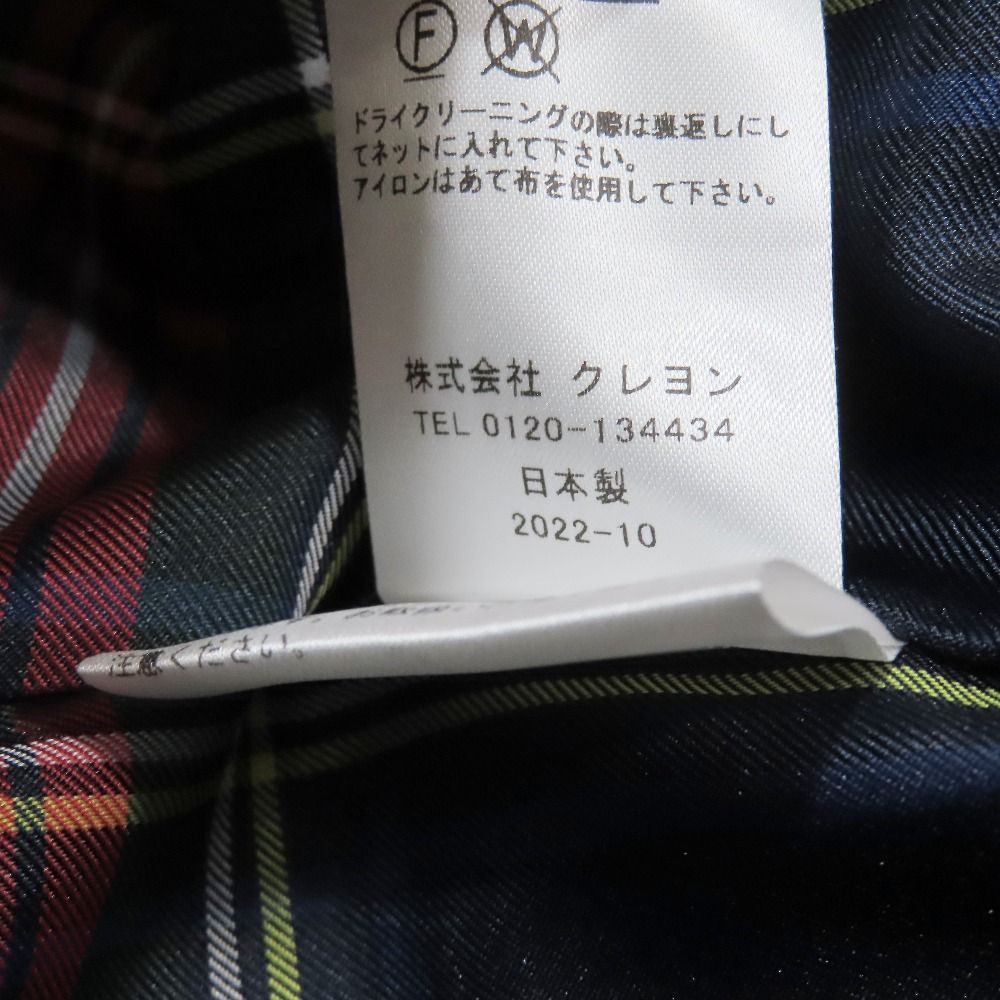 F W
ドライクリーニングの際は裏返しにし
てネットに入れて下さい。
アイロンはあて布を使用して下さい。
株式会社 クレヨン
TEL 0120-134434
日本製
2022-10
注意ください。